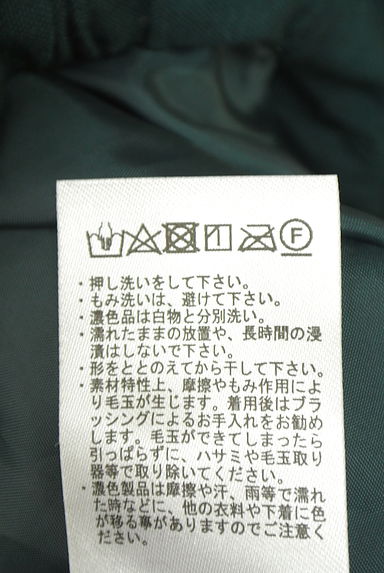 F
・押し洗いをして下さい。
・もみ洗いは、避けて下さい。
・濃色品は白物と分別洗い。
・濡れたままの放置や、長時間の浸
漬はしないで下さい。
・形をととのえてから干して下さい。
・素材特性上、摩擦やもみ作用によ
り毛玉が生じます。着用後はブラ
ッシングによるお手入れをお勧め
します。毛玉ができてしまったら
引っぱらずに、ハサミや毛玉取り
器等で取り除いてください。
・濃色製品は摩擦や汗、雨等で濡れ
た時などに、他の衣料や下着に色
が移る事がありますのでご注意く
ださい。